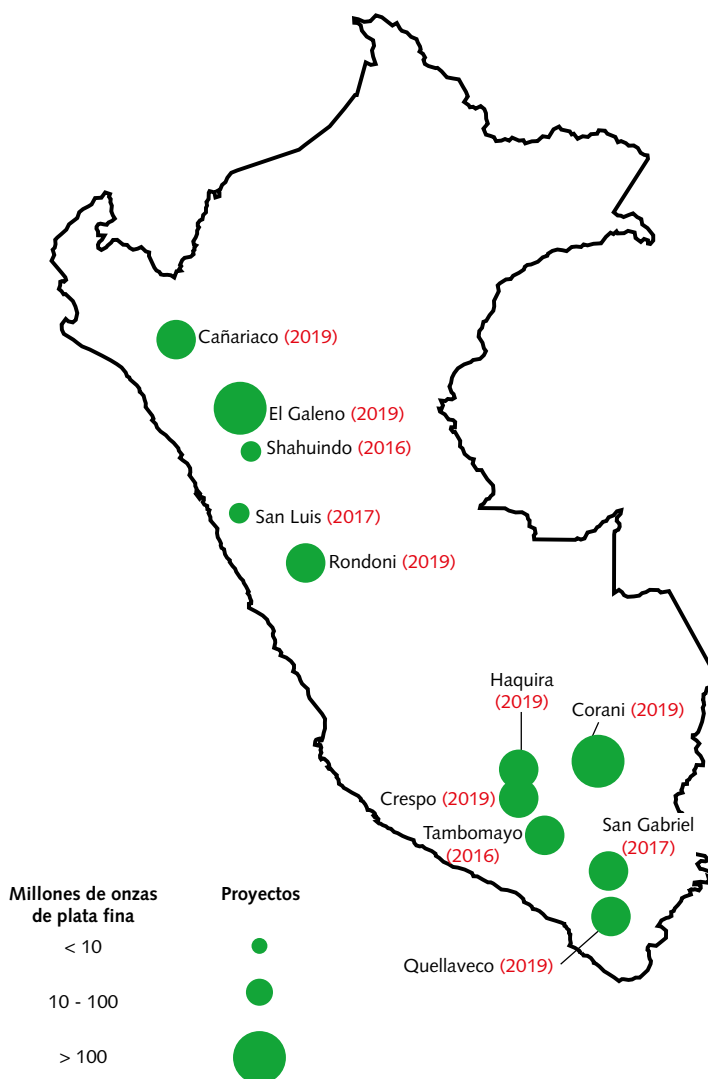 Cañariaco (2019)
El Galeno (2019)
Shahuindo (2016)
San Luis (2017)
Rondoni (2019)
Haquira
(2019)
Corani (2019)
Crespo (2019)
Tambomayo
(2016)
San Gabriel
(2017)
Quellaveco (2019)
Millones de onzas
de plata fina
Proyectos
< 10
10 - 100
> 100